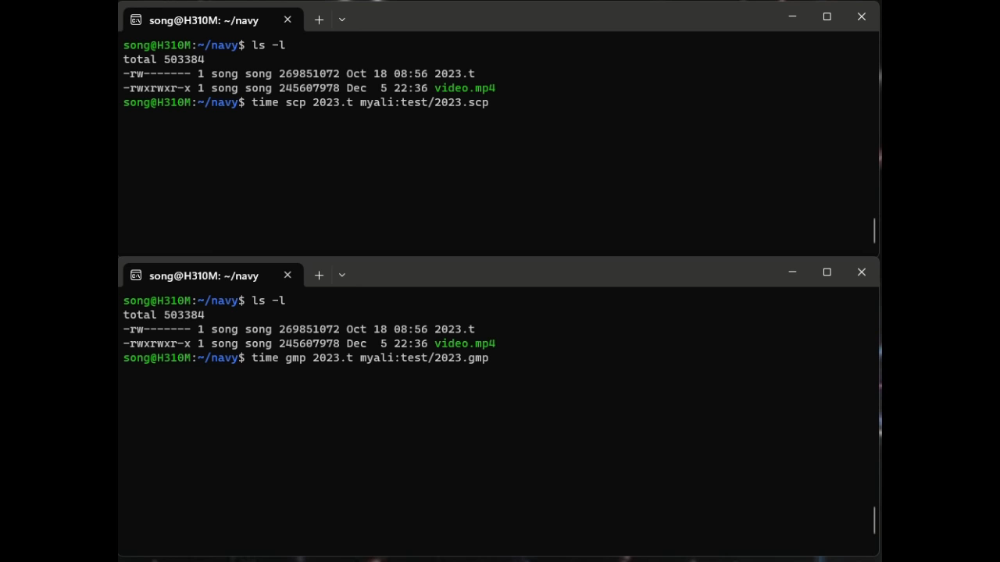 song@H310M: ~/navy
song@H310M:~/navy$ ls -l
total 503384
-rw------- 1 song song 269851072 Oct 18 08:56 2023.t
-rwxrwxr-x 1 song song 245607978 Dec  5 22:36 video.mp4
song@H310M:~/navy$ time scp 2023.t myali:test/2023.scp
song@H310M: ~/navy
song@H310M:~/navy$ ls -l
total 503384
-rw------- 1 song song 269851072 Oct 18 08:56 2023.t
-rwxrwxr-x 1 song song 245607978 Dec  5 22:36 video.mp4
song@H310M:~/navy$ time gmp 2023.t myali:test/2023.gmp